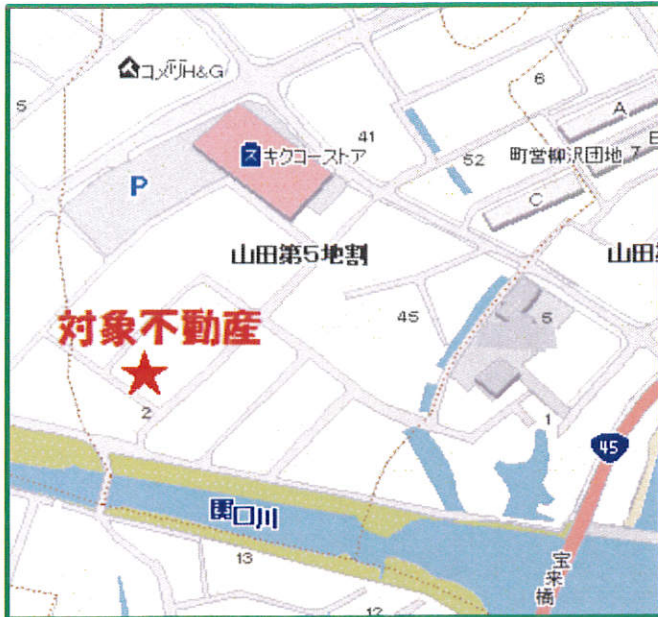 コメリH&G
6
A
5
41
キクコーストア
52
町営柳沢団地 7
B
C
P
山田第5地割
山田
対象不動産
45
5
2
1
45
関口川
13
宝来橋
12